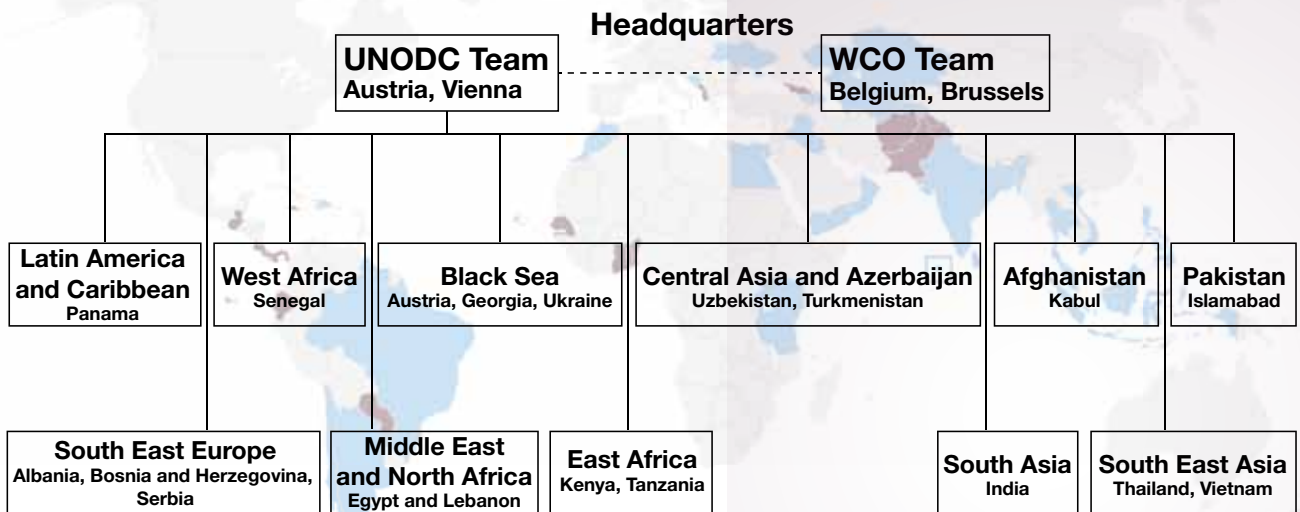 Headquarters
UNODC Team
Austria, Vienna
WCO Team
Belgium, Brussels
Latin America
and Caribbean
Panama
West Africa
Senegal
Black Sea
Austria, Georgia, Ukraine
Central Asia and Azerbaijan
Uzbekistan, Turkmenistan
Afghanistan
Kabul
Pakistan
Islamabad
South East Europe
Albania, Bosnia and Herzegovina,
Serbia
Middle East
and North Africa
Egypt and Lebanon
East Africa
Kenya, Tanzania
South Asia
India
South East Asia
Thailand, Vietnam